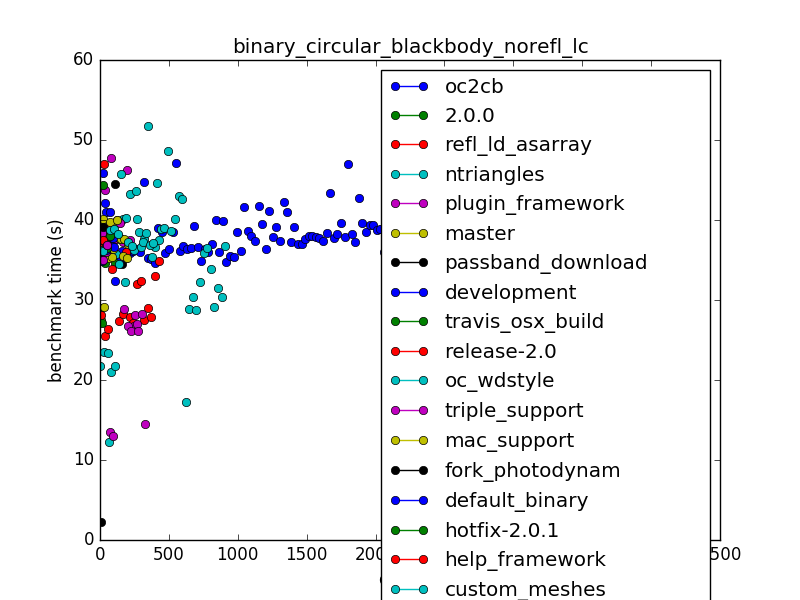 binary_circular_blackbody_norefl_lc
60
50
40
30
20
10
0
benchmark time (s)
0
500
1000
1500
500
oc2cb
2.0.0
refl_ld_asarray
ntriangles
plugin_framework
master
passband_download
development
travis_osx_build
release-2.0
oc_wdstyle
triple_support
mac_support
fork_photodynam
default_binary
hotfix-2.0.1
help_framework
custom_meshes